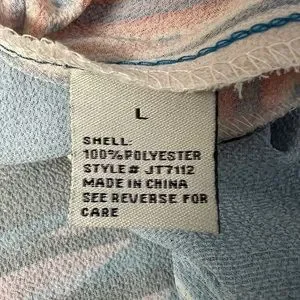 L
SHELL:
100%POLYESTER
STYLE# JT7112
MADE IN CHINA
SEE REVERSE FOR
CARE